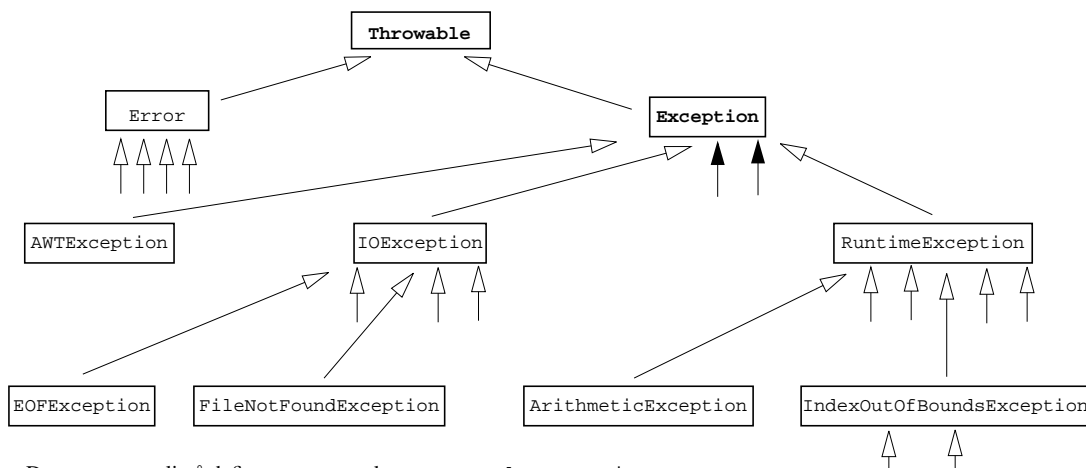 Throwable
Error
Exception
AWTException
IOException
RuntimeException
EOFException
FileNotFoundException
ArithmeticException
IndexOutOfBoundsException